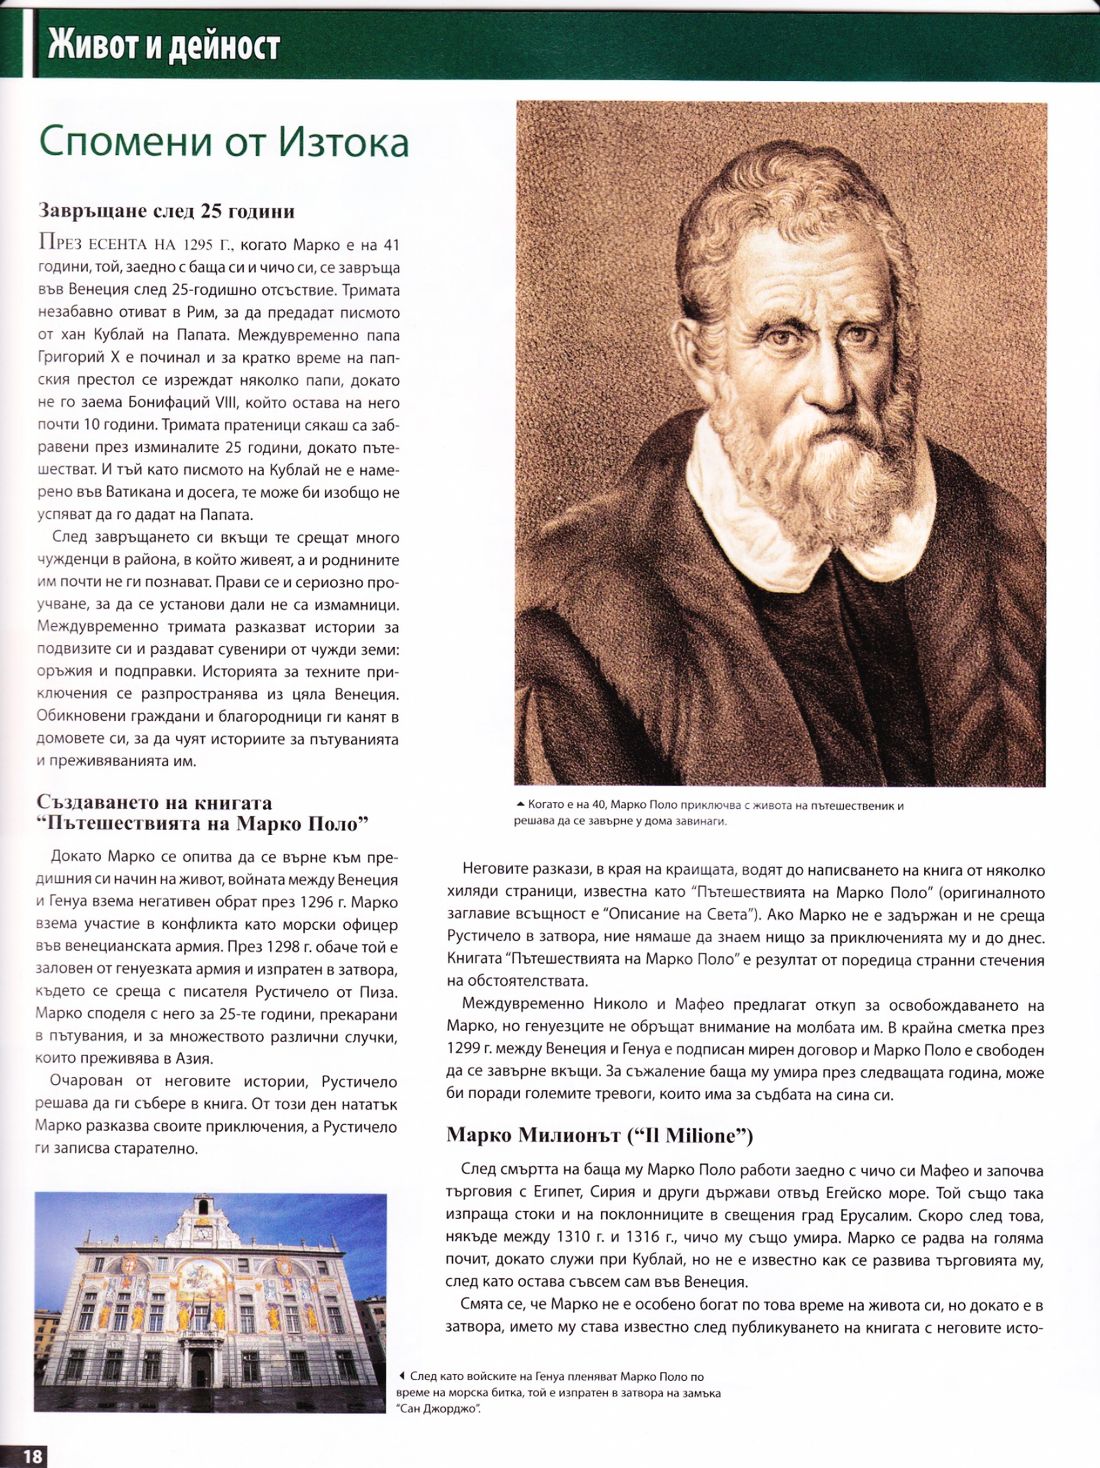 Живот и дейност
Спомени от Изтока
Завръщане след 25 години
През есента на 1295 г., когато Марко е на 41
години, той, заедно с баща си и чичо си, се завръща
във Венеция след 25-годишно отсъствие. Тримата
незабавно отиват в Рим, за да предадат писмото
от хан Кублай на Папата. Междувременно папа
Григорий X е починал и за кратко време на пап-
ския престол се изреждат няколко папи, докато
не го заема Бонифаций VIII, който остава на него
почти 10 години. Тримата пратеници сякаш са заб-
равени през изминалите 25 години, докато пъте-
шестват. И тъй като писмото на Кублай не е наме-
рено във Ватикана и досега, те може би изобщо не
успяват да го дадат на Папата.
След завръщането си вкъщи те срещат много
чужденци в района, в който живеят, а и роднините
им почти не ги познават. Прави се и сериозно про-
учване, за да се установи дали не са измамници.
Междувременно тримата разказват истории за
подвизите си и раздават сувенири от чужди земи:
оръжия и подправки. Историята за техните при-
ключения се разпространява из цяла Венеция.
Обикновени граждани и благородници ги канят в
домовете си, за да чуят историите за пътуванията
и преживяванията им.
Създаването на книгата
“Пътешествията на Марко Поло”
Докато Марко се опитва да се върне към пре-
дишния си начин на живот, войната между Венеция
и Генуа взема негативен обрат през 1296 г. Марко
взема участие в конфликта като морски офицер
във венецианската армия. През 1298 г. обаче той е
заловен от генуезката армия и изпратен в затвора,
където се среща с писателя Рустичело от Пиза.
Марко споделя с него за 25-те години, прекарани
в пътувания, и за множеството различни случки,
които преживява в Азия.
Очарован от неговите истории, Рустичело
решава да ги събере в книга. От този ден нататък
Марко разказва своите приключения, а Рустичело
ги записва старателно.
Когато е на 40, Марко Поло приключва с живота на пътешественик и
решава да се завърне у дома завинаги.
Неговите разкази, в края на краищата, водят до написването на книга от няколко
хиляди страници, известна като “Пътешествията на Марко Поло” (оригиналното
заглавие всъщност е “Описание на Света”). Ако Марко не е задържан и не среща
Рустичело в затвора, ние нямаше да знаем нищо за приключенията му и до днес.
Книгата “Пътешествията на Марко Поло” е резултат от поредица странни стечения
на обстоятелствата.
Междувременно Николо и Мафео предлагат откуп за освобождаването на
Марко, но генуезците не обръщат внимание на молбата им. В крайна сметка през
1299 г. между Венеция и Генуа е подписан мирен договор и Марко Поло е свободен
да се завърне вкъщи. За съжаление баща му умира през следващата година, може
би поради големите тревоги, които има за съдбата на сина си.
Марко Милионът (“Il Milione”)
След смъртта на баща му Марко Поло работи заедно с чичо си Мафео и започва
търговия с Египет, Сирия и други държави отвъд Егейско море. Той също така
изпраща стоки и на поклонниците в свещения град Ерусалим. Скоро след това,
някъде между 1310 г. и 1316 г., чичо му също умира. Марко се радва на голяма
почит, докато служи при Кублай, но не е известно как се развива търговията му,
след като остава съвсем сам във Венеция.
Смята се, че Марко не е особено богат по това време на живота си, но докато е в
затвора, името му става известно след публикуването на книгата с неговите исто-
След като войските на Генуа пленяват Марко Поло по
време на морска битка, той е изпратен в затвора на замъка
“Сан Джорджо”.
18